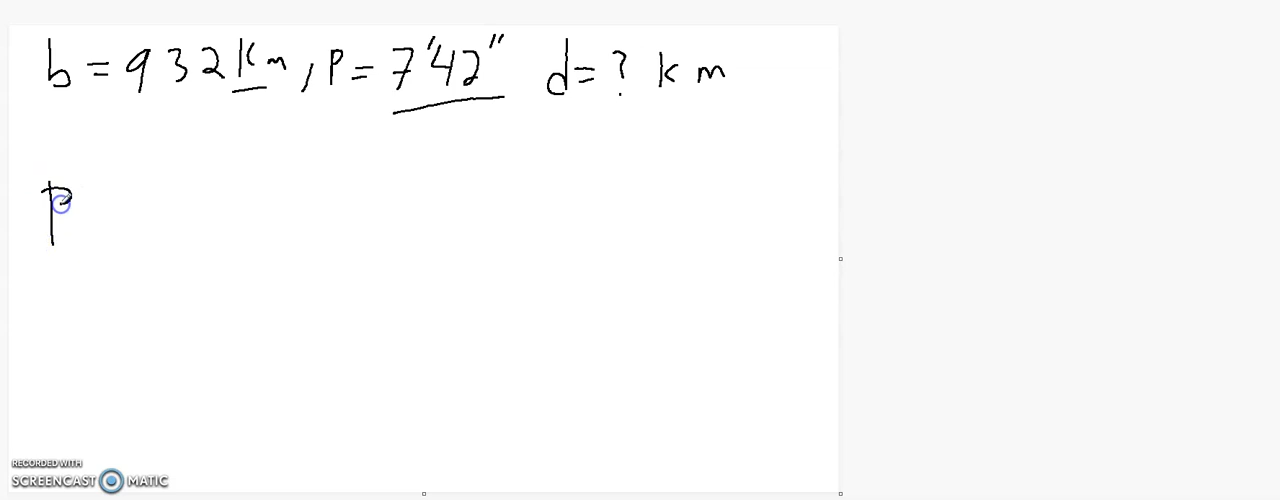 b = 932 km, P = 7'42" d = ? km
P
RECORDED WITH
SCREENCAST MATIC